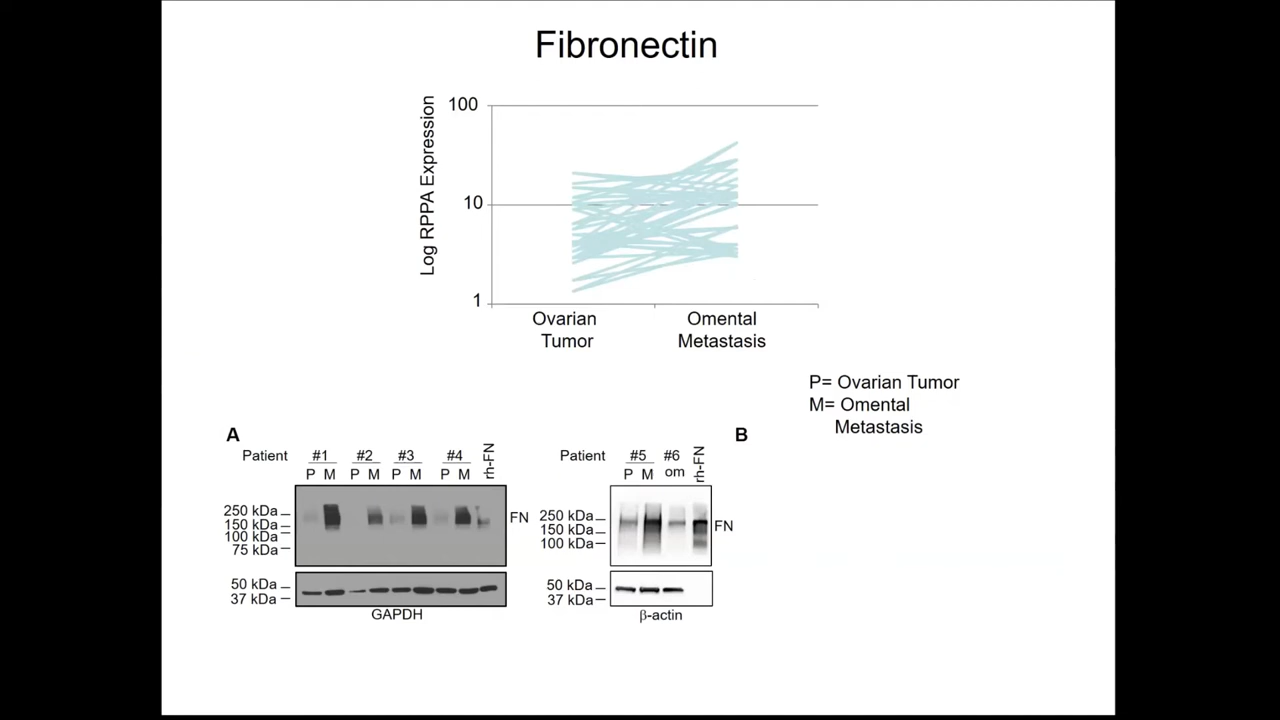 Fibronectin
Log RPPA Expression
100
10
1
Ovarian
Tumor
Omental
Metastasis
P= Ovarian Tumor
M= Omental
Metastasis
A
Patient #1 #2 #3 #4 rh-FN
P M P M P M P M
250 kDa
150 kDa
100 kDa
75 kDa
FN
50 kDa
37 kDa
GAPDH
B
Patient #5 #6 rh-FN
P M om
250 kDa
150 kDa
100 kDa
FN
50 kDa
37 kDa
β-actin